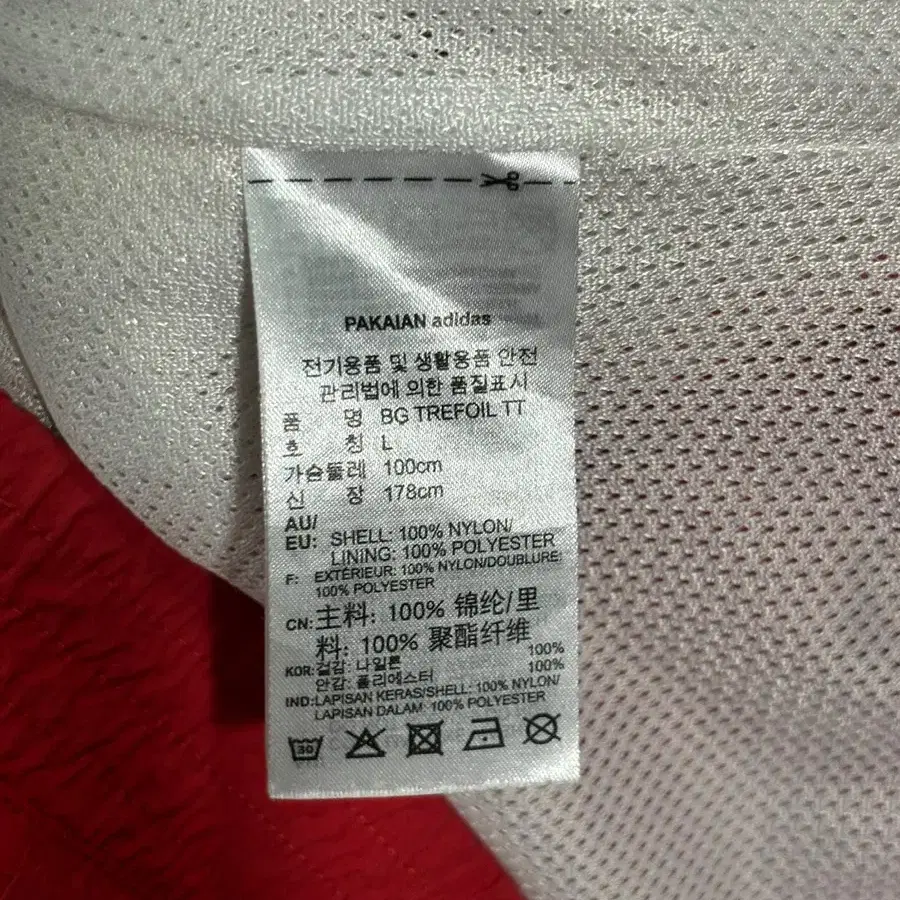 PAKAIAN adidas
전기용품 및 생활용품 안전
관리법에 의한 품질표시
품 명 BG TREFOIL TT
호 칭 L
가슴둘레 100cm
신 장 178cm
AU/
EU: SHELL: 100% NYLON/
LINING: 100% POLYESTER
F: EXTÉRIEUR: 100% NYLON/DOUBLURE:
100% POLYESTER
CN: 主料: 100% 锦纶/里
料: 100% 聚酯纤维
KOR: 겉감: 나일론 100%
안감: 폴리에스터 100%
IND: LAPISAN KERAS/SHELL: 100% NYLON/
LAPISAN DALAM: 100% POLYESTER
30